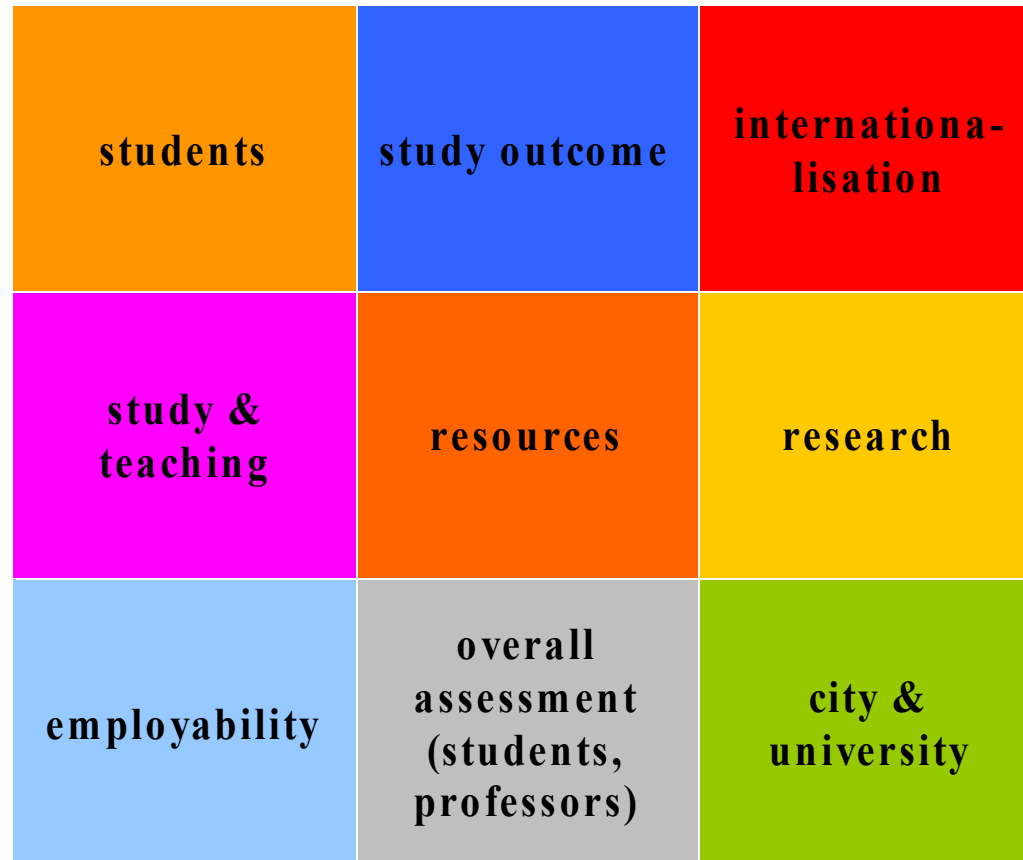 students
study outcome
internationa-
lisation
study &
teaching
resources
research
employability
overall
assessment
(students,
professors)
city &
university